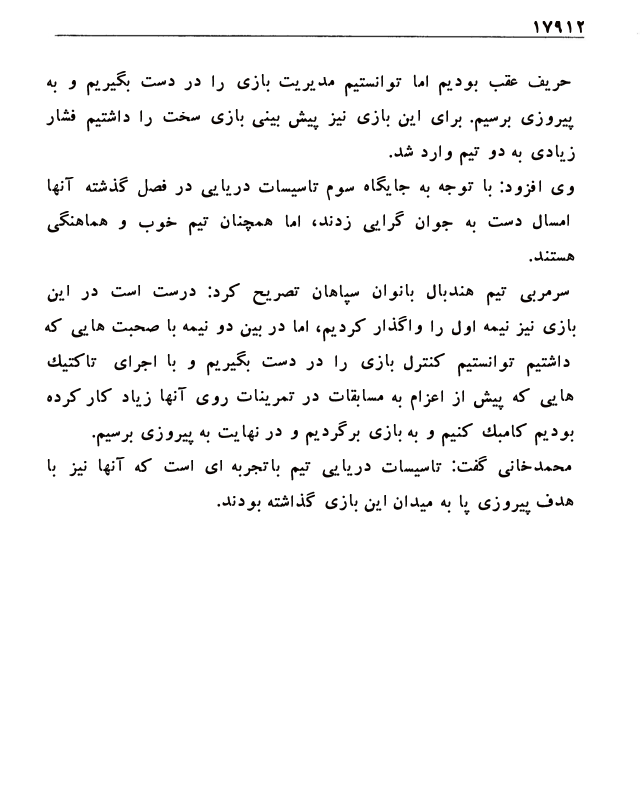 ۱۷۹۱۲
حریف عقب بودیم اما توانستیم مدیریت بازی را در دست بگیریم و به
پیروزی برسیم. برای این بازی نیز پیش بینی بازی سخت را داشتیم فشار
زیادی به دو تیم وارد شد.
وی افزود: با توجه به جایگاه سوم تاسیسات دریایی در فصل گذشته آنها
امسال دست به جوان گرایی زدند، اما همچنان تیم خوب و هماهنگی
هستند.
سرمربی تیم هندبال بانوان سپاهان تصریح کرد: درست است در این
بازی نیز نیمه اول را واگذار کردیم، اما در بین دو نیمه با صحبت هایی که
داشتیم توانستیم کنترل بازی را در دست بگیریم و با اجرای تاکتیک
هایی که پیش از اعزام به مسابقات در تمرینات روی آنها زیاد کار کرده
بودیم کامبک کنیم و به بازی برگردیم و در نهایت به پیروزی برسیم.
محمدخانی گفت: تاسیسات دریایی تیم باتجربه ای است که آنها نیز با
هدف پیروزی پا به میدان این بازی گذاشته بودند.